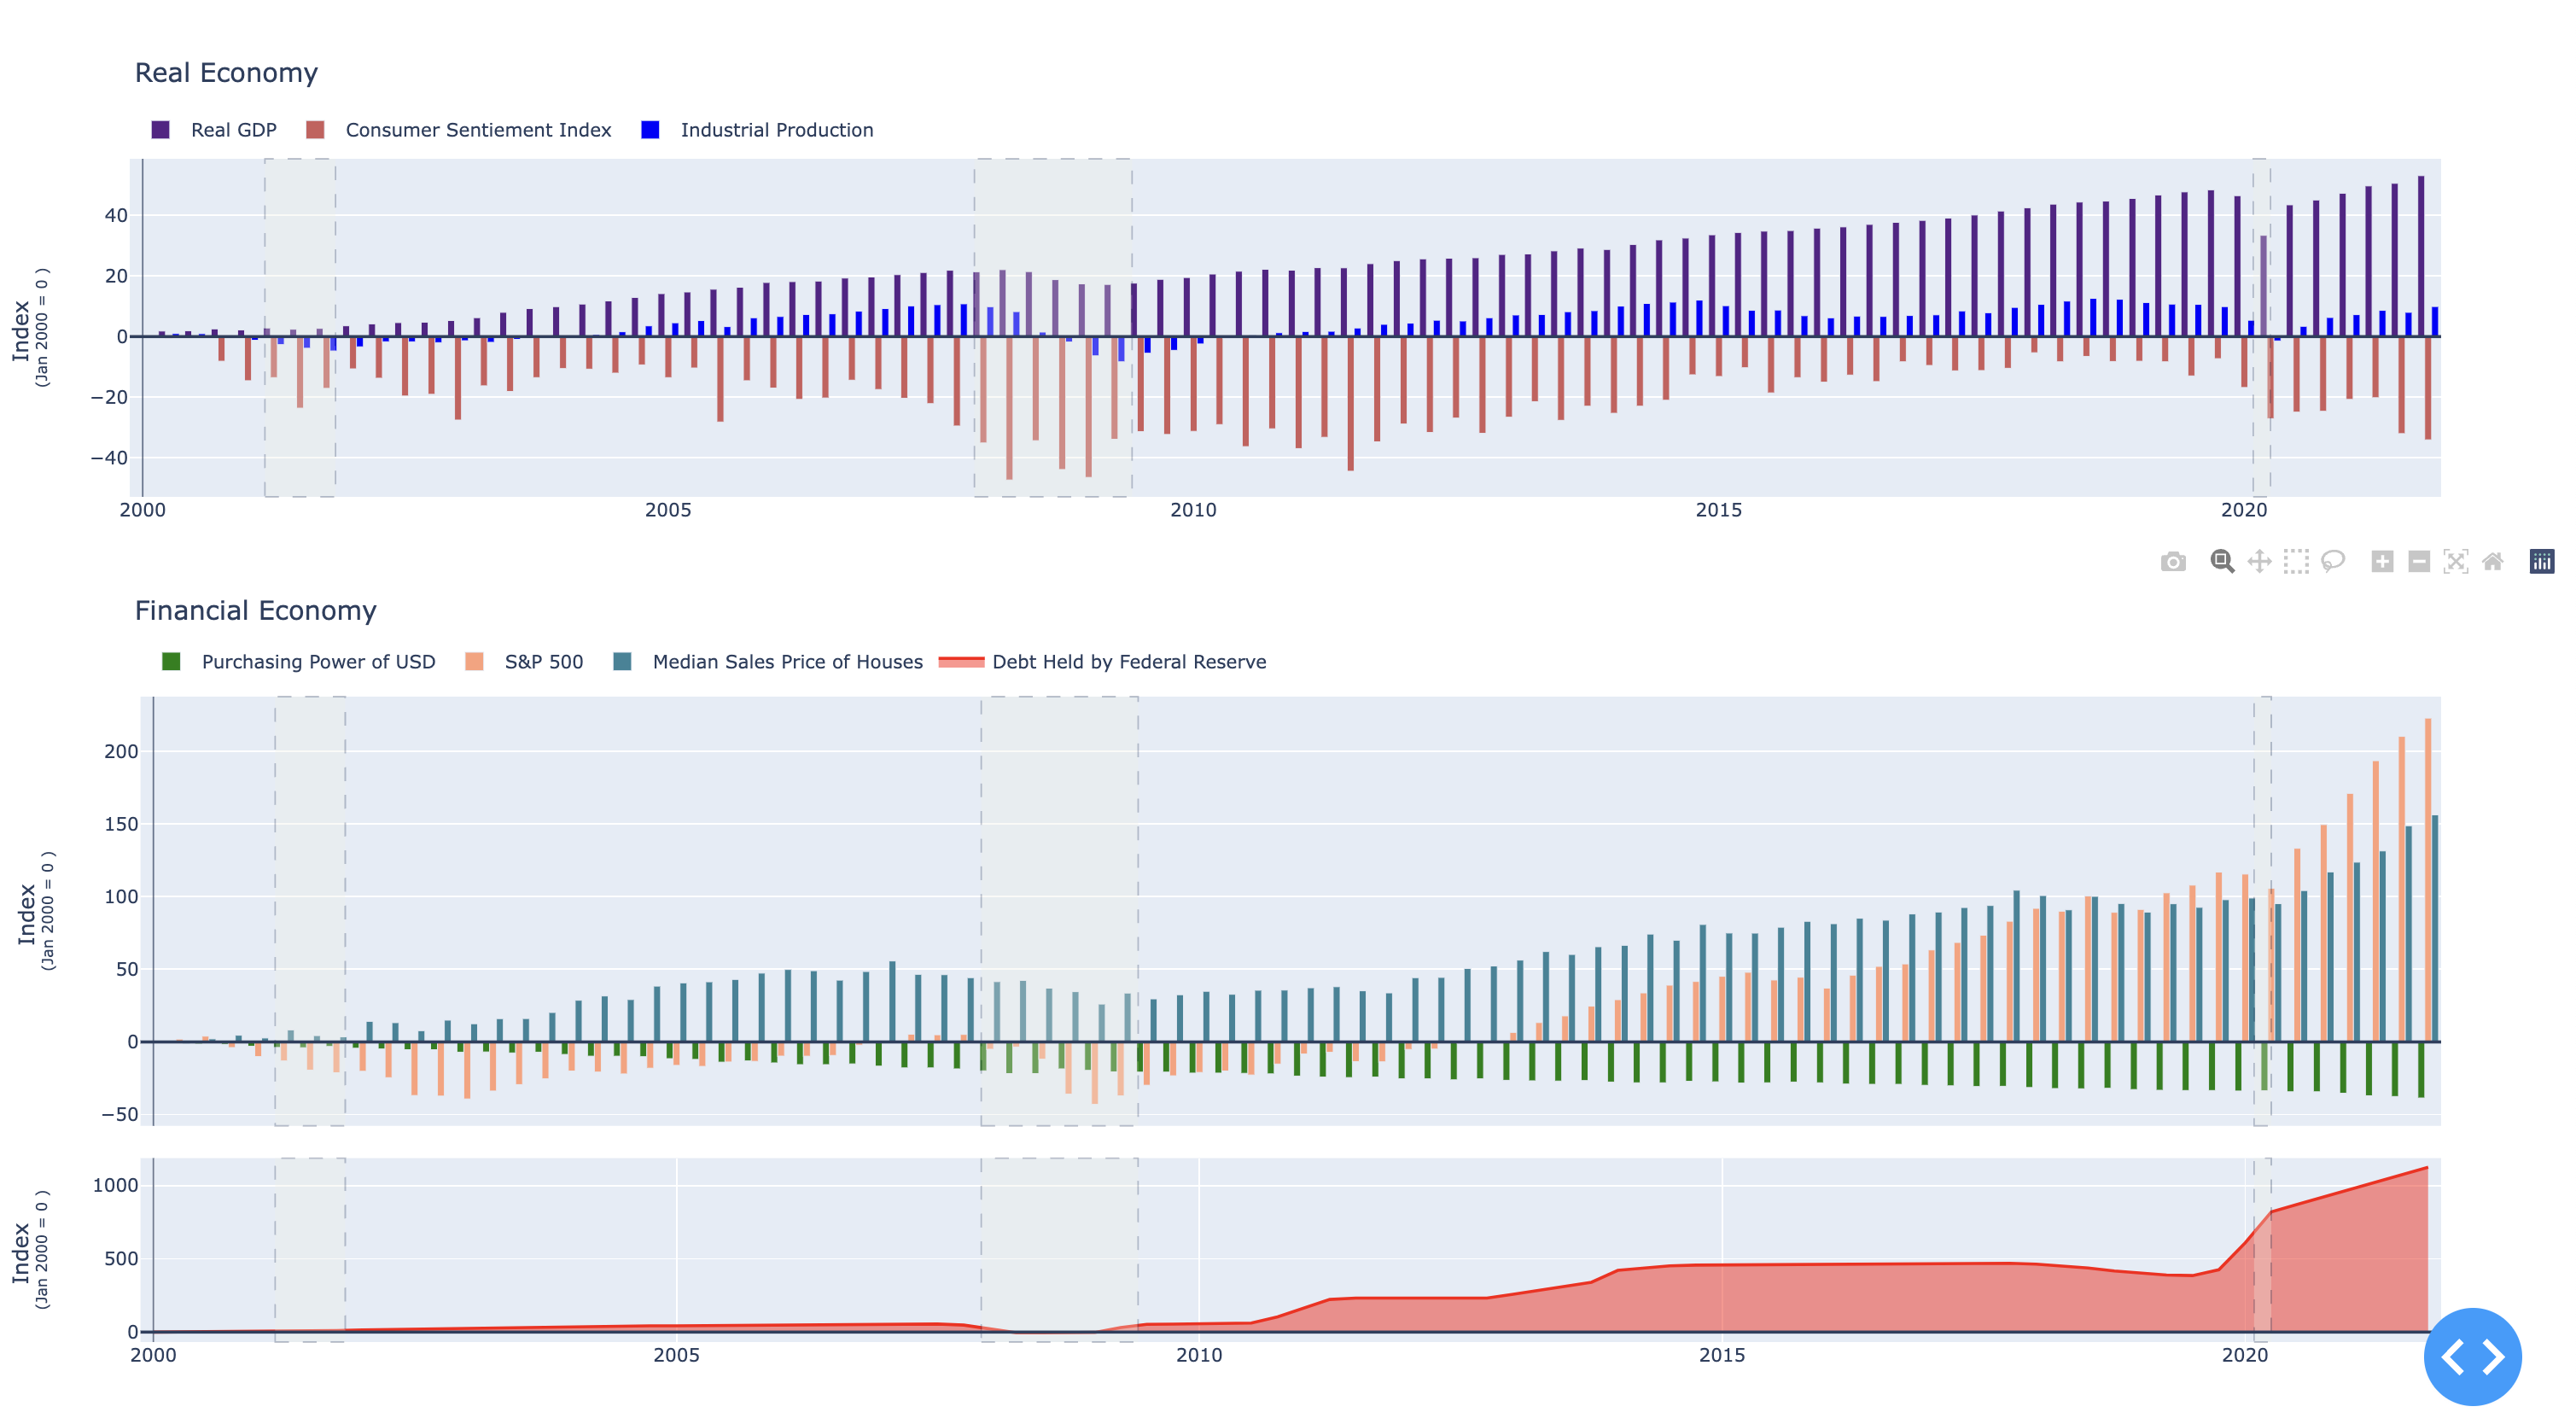 Real Economy
Real GDP Consumer Sentiement Index Industrial Production
40
20
0
−20
−40
Index
(Jan 2000 = 0 )
2000 2005 2010 2015 2020
Financial Economy
Purchasing Power of USD S&P 500 Median Sales Price of Houses Debt Held by Federal Reserve
200
150
100
50
0
−50
Index
(Jan 2000 = 0 )
1000
500
0
Index
(Jan 2000 = 0 )
2000 2005 2010 2015 2020